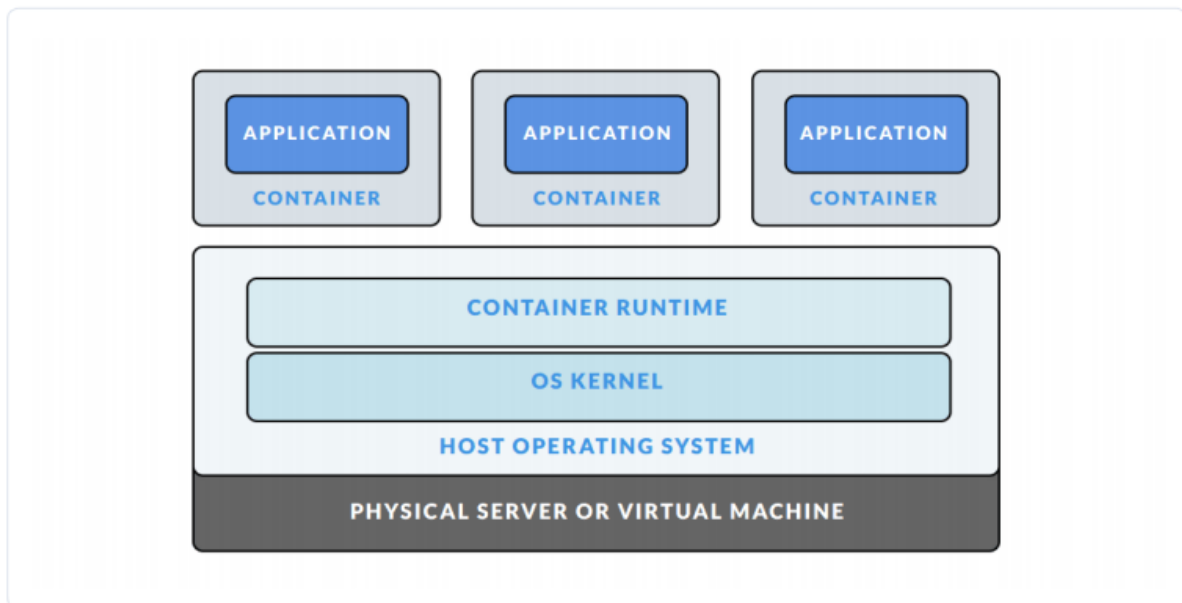 APPLICATION APPLICATION APPLICATION
CONTAINER CONTAINER CONTAINER
CONTAINER RUNTIME
OS KERNEL
HOST OPERATING SYSTEM
PHYSICAL SERVER OR VIRTUAL MACHINE